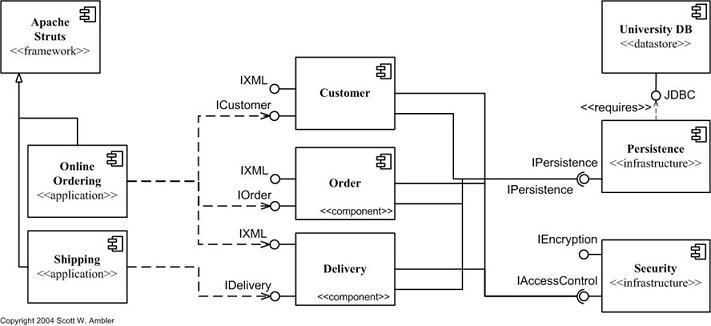 Apache
Struts
<<framework>>
University DB
<<datastore>>
IXML
Customer
ICustomer
JDBC
<<requires>>
Online
Ordering
<<application>>
IXML
Order
IOrder
<<component>>
IPersistence
IPersistence
Persistence
<<infrastructure>>
Shipping
<<application>>
IXML
Delivery
IDelivery
<<component>>
IEncryption
IAccessControl
Security
<<infrastructure>>
Copyright 2004 Scott W. Ambler